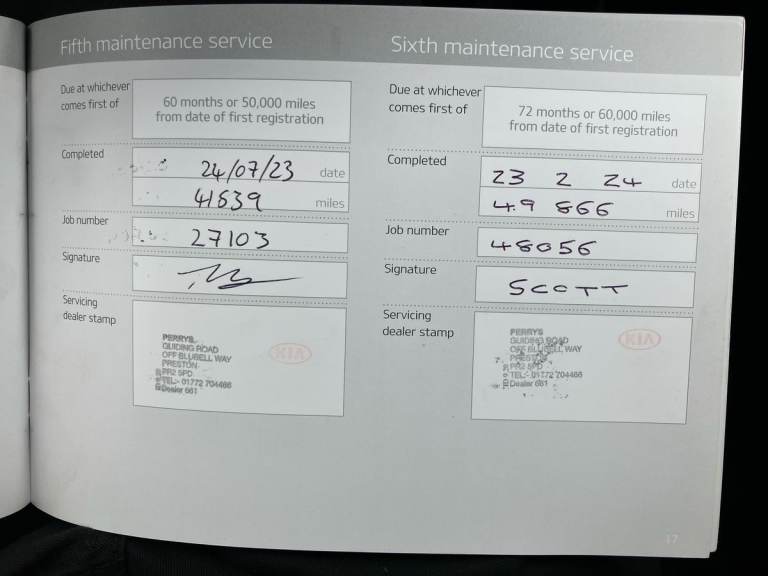 Fifth maintenance service
Due at whichever
comes first of
60 months or 50,000 miles
from date of first registration
Completed
24/07/23 date
41639 miles
Job number
27103
Signature
Servicing
dealer stamp
PERRYS
GUIDING ROAD
OFF BLUEBELL WAY
PRESTON
PR2 5PD
TEL:- 01772 704466
Dealer 661
KIA
Sixth maintenance service
Due at whichever
comes first of
72 months or 60,000 miles
from date of first registration
Completed
23 2 24 date
49 866 miles
Job number
48056
Signature
SCOTT
Servicing
dealer stamp
PERRYS
GUIDING ROAD
OFF BLUEBELL WAY
PRESTON
PR2 5PD
TEL:- 01772 704466
Dealer 661
KIA
17